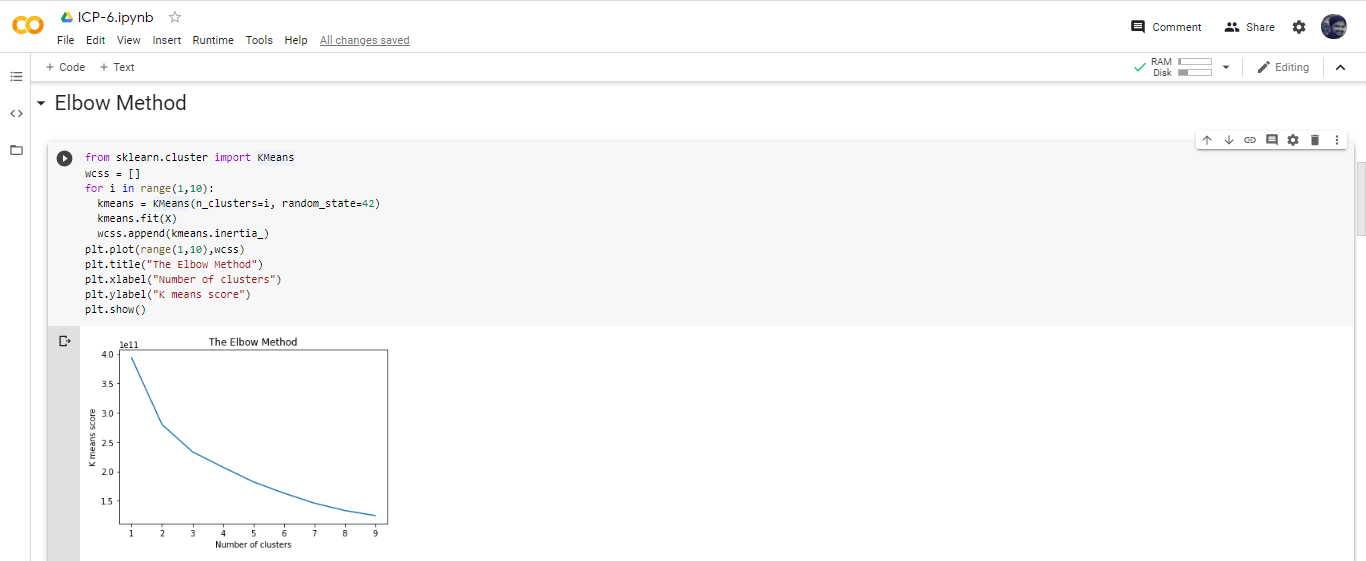 ICP-6.ipynb
File Edit View Insert Runtime Tools Help All changes saved
Comment Share
+ Code + Text
RAM
Disk
Editing
Elbow Method
from sklearn.cluster import KMeans
wcss = []
for i in range(1,10):
  kmeans = KMeans(n_clusters=i, random_state=42)
  kmeans.fit(X)
  wcss.append(kmeans.inertia_)
plt.plot(range(1,10),wcss)
plt.title("The Elbow Method")
plt.xlabel("Number of clusters")
plt.ylabel("K means score")
plt.show()
The Elbow Method
1e11
4.0
3.5
3.0
2.5
2.0
1.5
K means score
1 2 3 4 5 6 7 8 9
Number of clusters